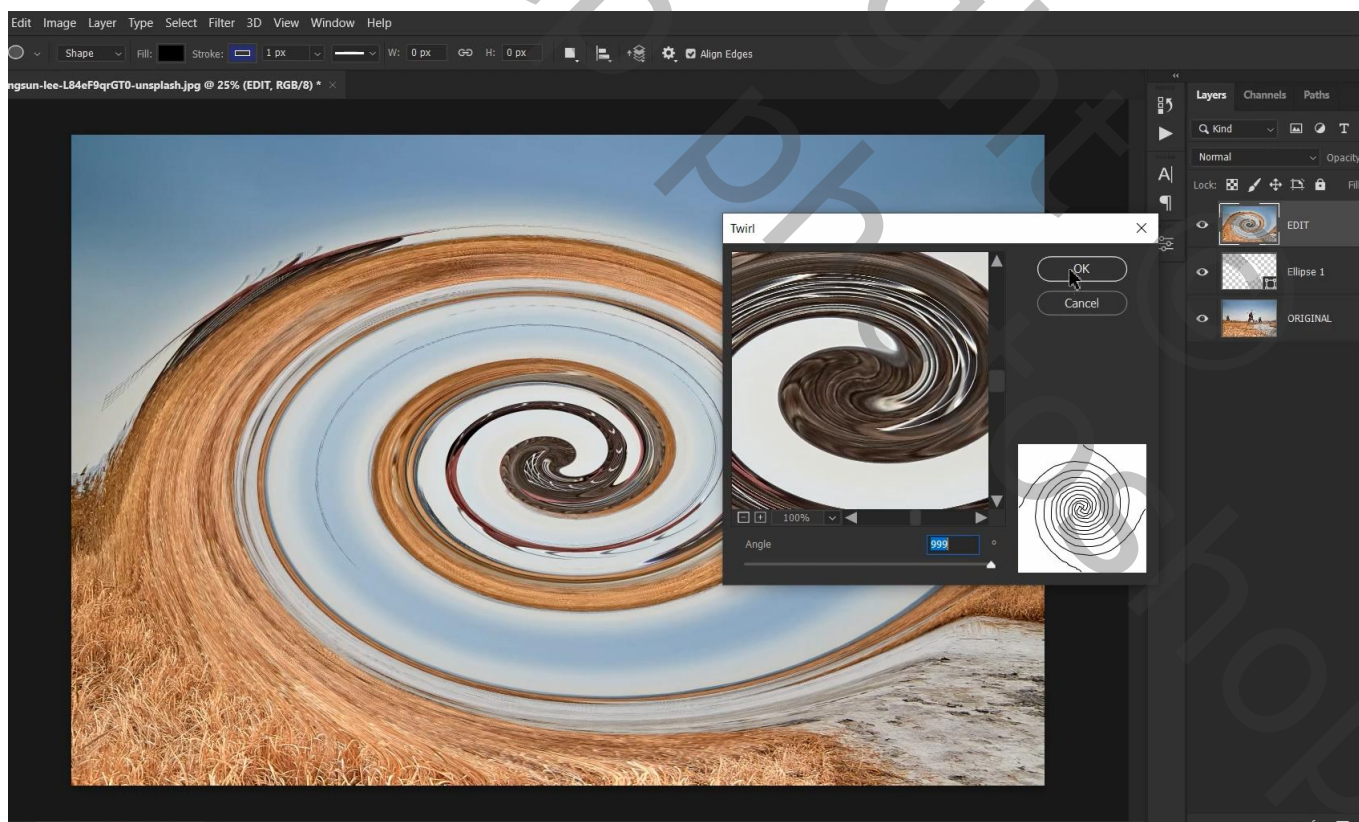 Edit Image Layer Type Select Filter 3D View Window Help
Shape Fill: Stroke: 1 px W: 0 px H: 0 px Align Edges
ngsun-lee-L84eF9qrGT0-unsplash.jpg @ 25% (EDIT, RGB/8) * ×
Layers Channels Paths
Kind T
Normal Opacity
A
Lock: Fill
Twirl
EDIT
OK
Ellipse 1
Cancel
ORIGINAL
100%
Angle 999 °